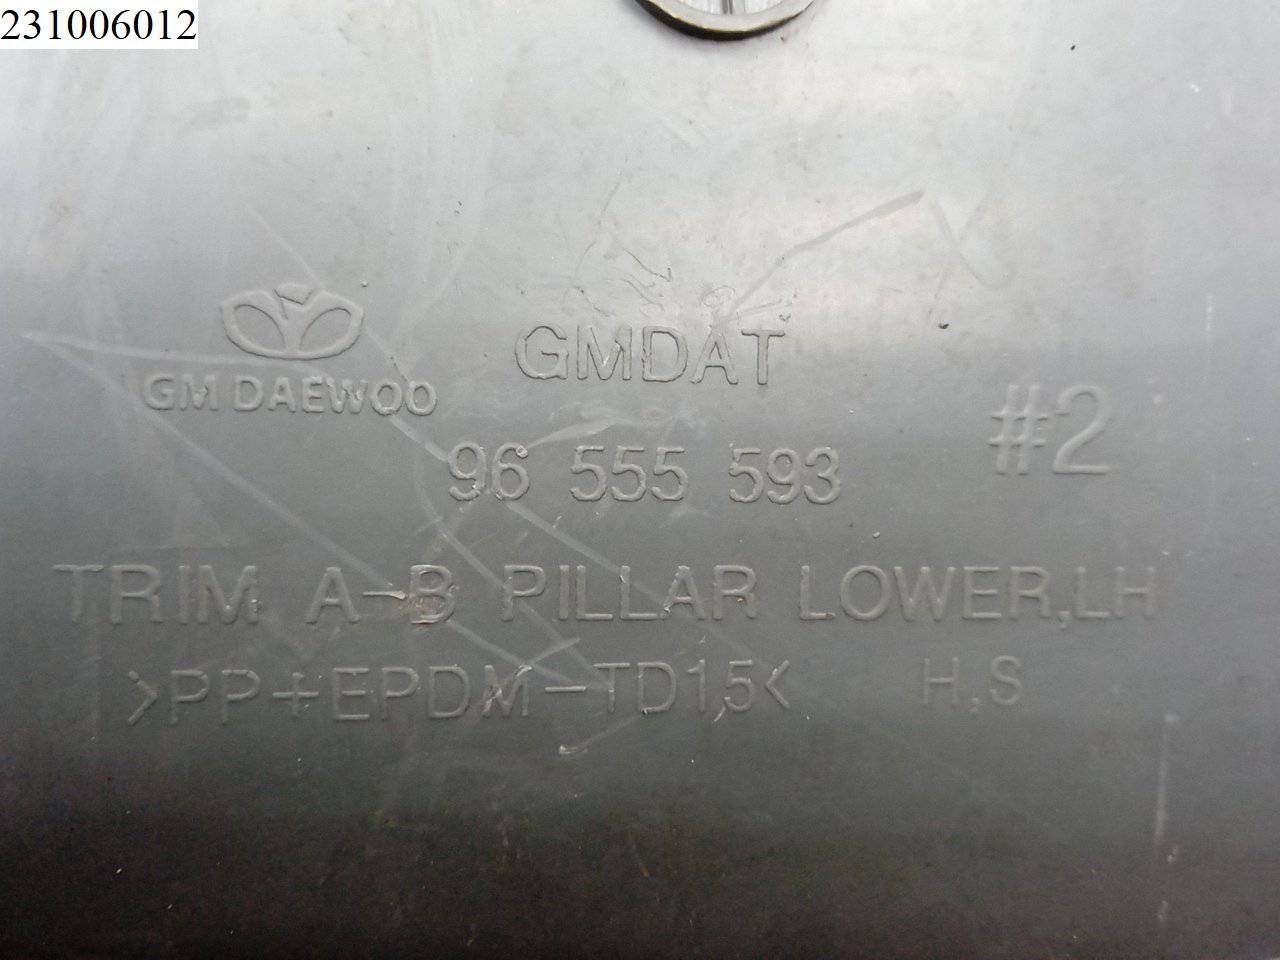 231006012
GM DAEWOO
GMDAT
#2
96 555 593
TRIM A-B PILLAR LOWER,LH
>PP+EPDM-TD15< H,S